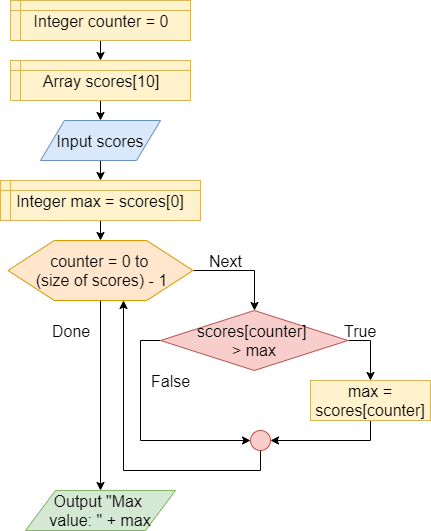 Integer counter = 0
Array scores[10]
Input scores
Integer max = scores[0]
counter = 0 to
(size of scores) - 1
Next
Done
scores[counter]
> max
True
False
max =
scores[counter]
Output "Max
value: " + max